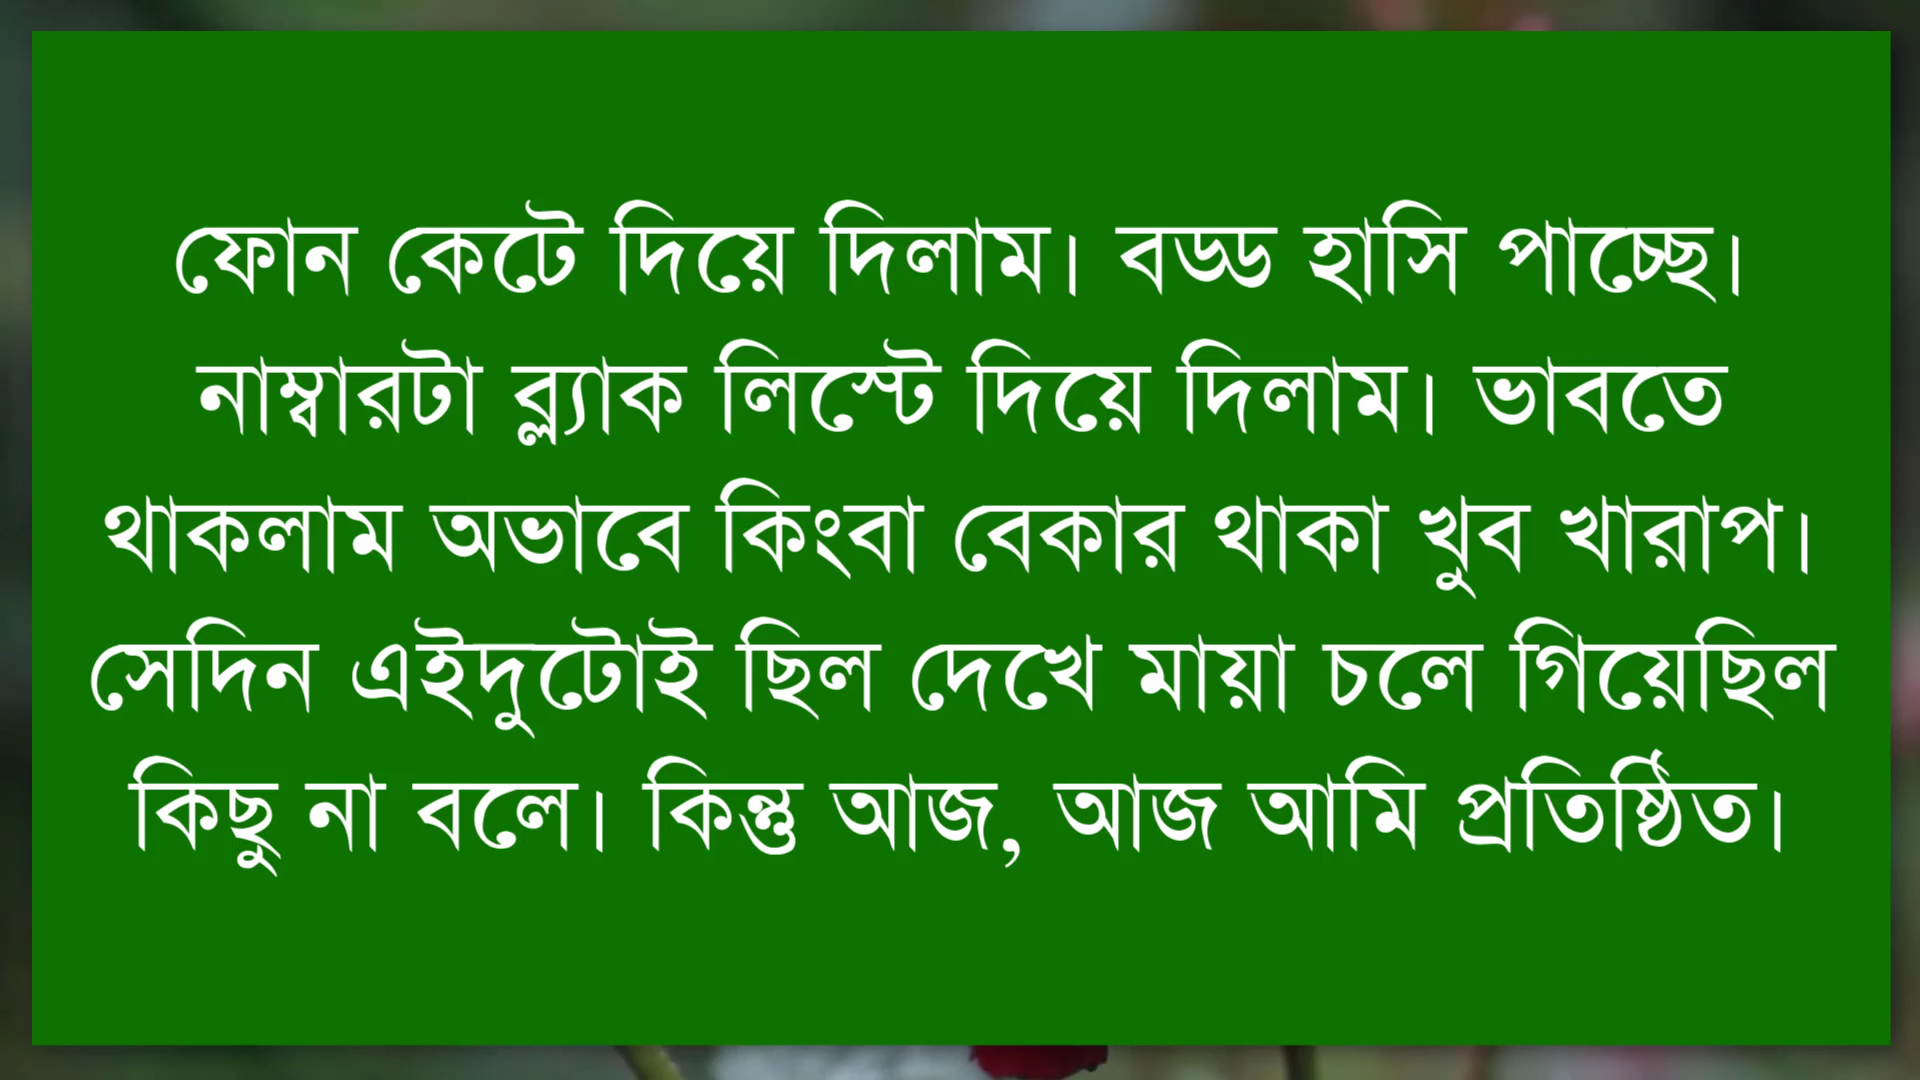 ফোন কেটে দিয়ে দিলাম। বড্ড হাসি পাচ্ছে।
নাম্বারটা ব্ল্যাক লিস্টে দিয়ে দিলাম। ভাবতে
থাকলাম অভাবে কিংবা বেকার থাকা খুব খারাপ।
সেদিন এইদুটোই ছিল দেখে মায়া চলে গিয়েছিল
কিছু না বলে। কিন্তু আজ, আজ আমি প্রতিষ্ঠিত।